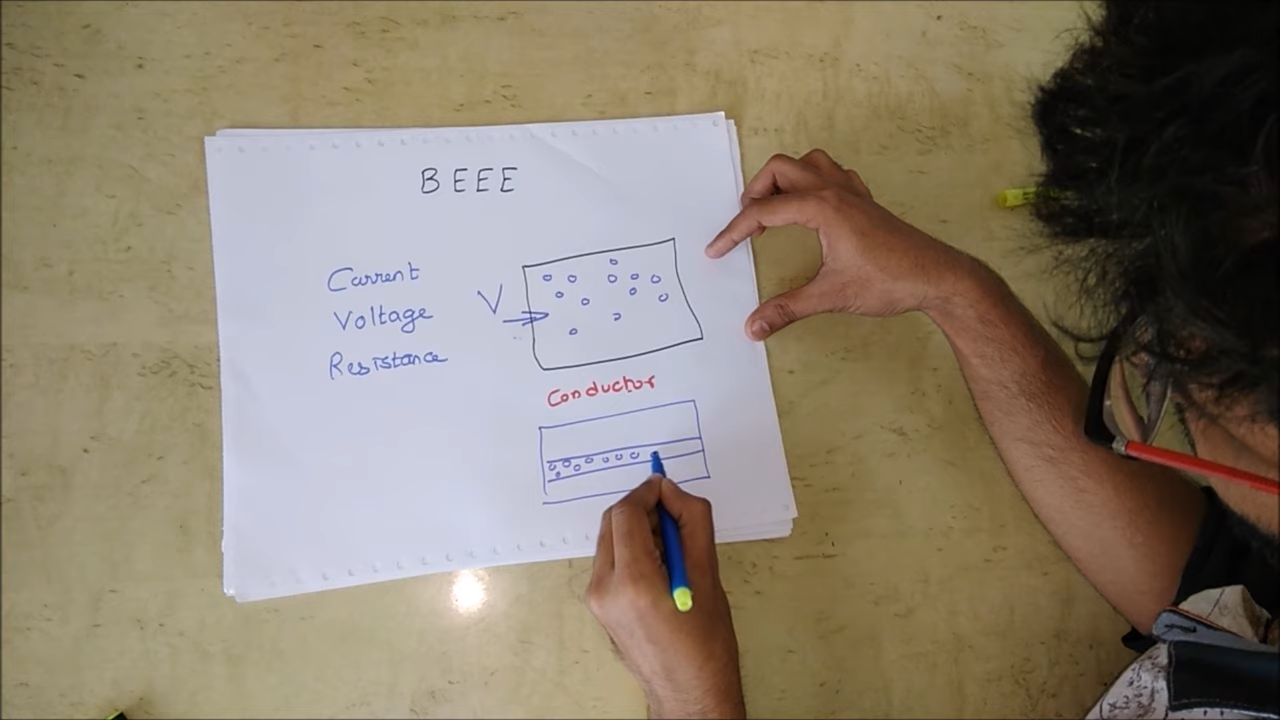 BEEE
Current
Voltage
Resistance
V
Conductor